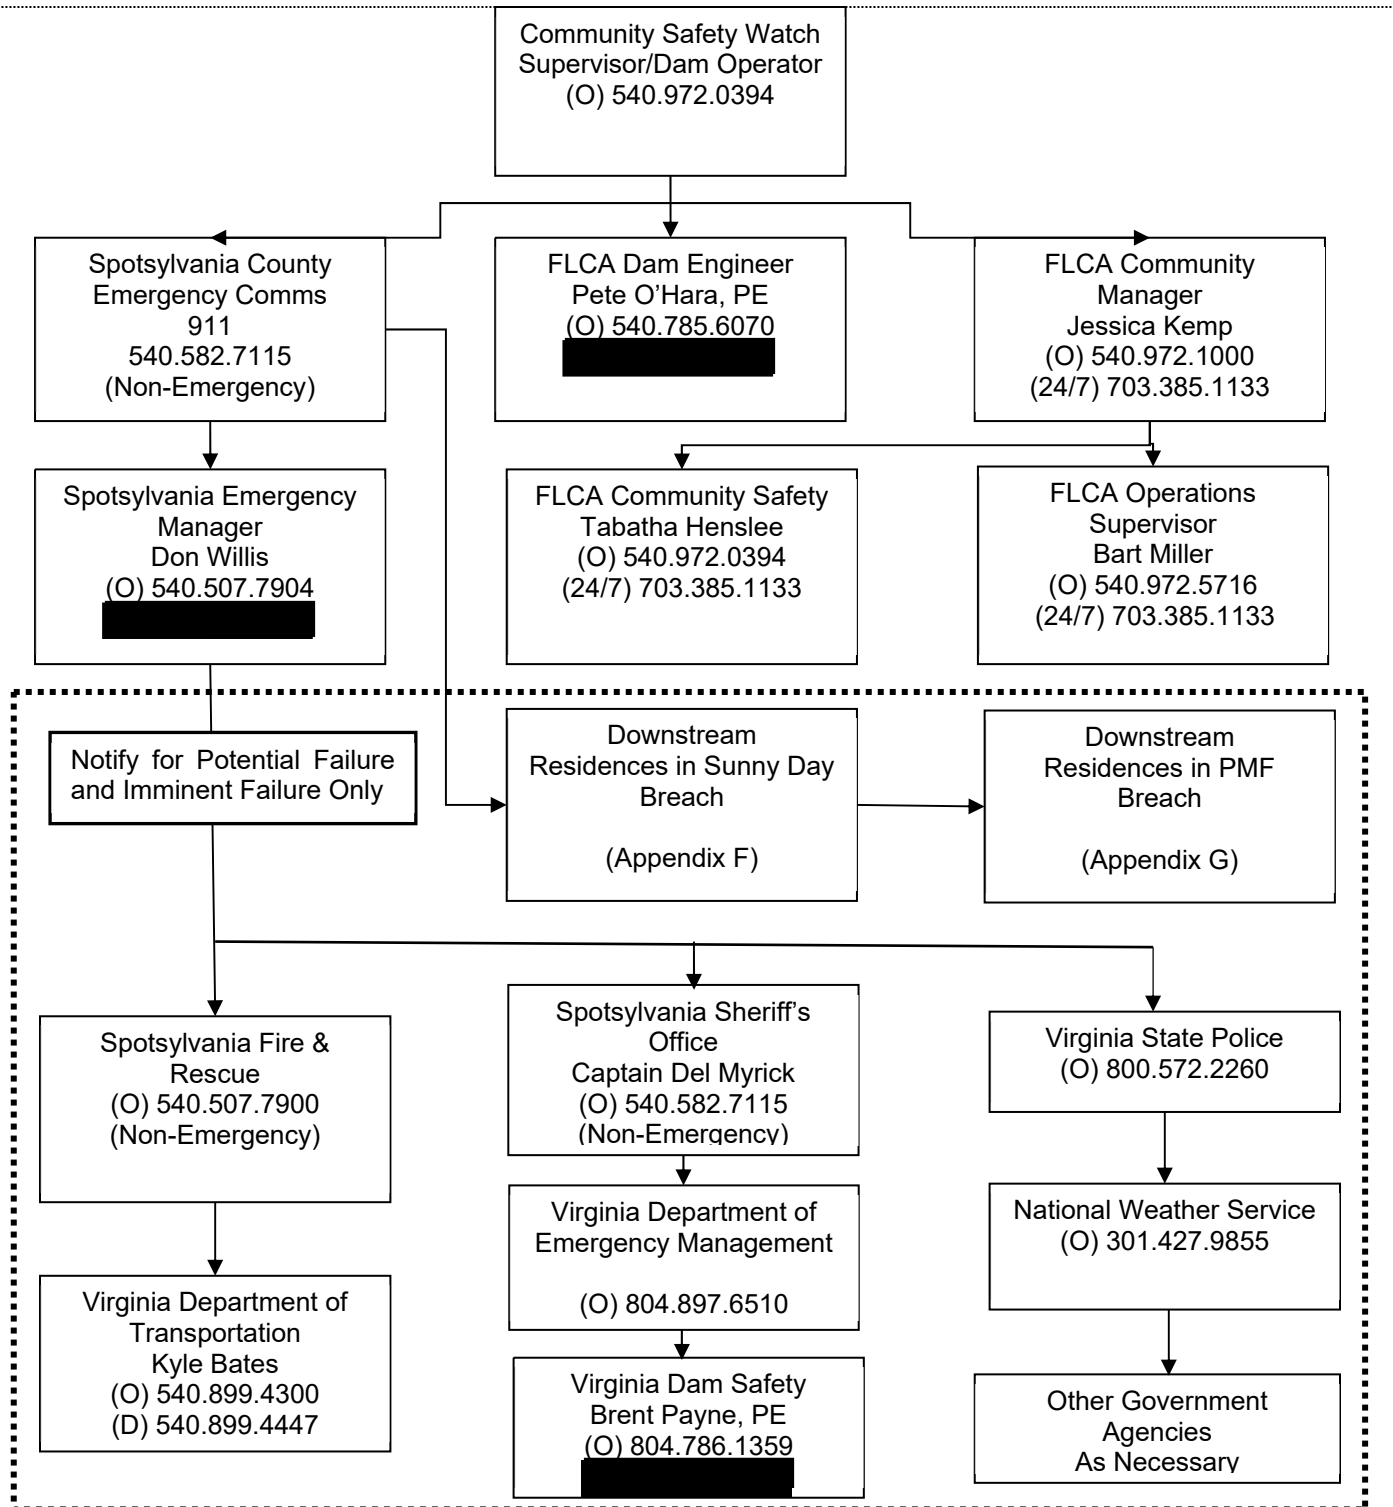 Community Safety Watch
Supervisor/Dam Operator
(O) 540.972.0394
Spotsylvania County
Emergency Comms
911
540.582.7115
(Non-Emergency)
FLCA Dam Engineer
Pete O’Hara, PE
(O) 540.785.6070
FLCA Community
Manager
Jessica Kemp
(O) 540.972.1000
(24/7) 703.385.1133
Spotsylvania Emergency
Manager
Don Willis
(O) 540.507.7904
FLCA Community Safety
Tabatha Henslee
(O) 540.972.0394
(24/7) 703.385.1133
FLCA Operations
Supervisor
Bart Miller
(O) 540.972.5716
(24/7) 703.385.1133
Notify for Potential Failure
and Imminent Failure Only
Downstream
Residences in Sunny Day
Breach
(Appendix F)
Downstream
Residences in PMF
Breach
(Appendix G)
Spotsylvania Fire &
Rescue
(O) 540.507.7900
(Non-Emergency)
Spotsylvania Sheriff’s
Office
Captain Del Myrick
(O) 540.582.7115
(Non-Emergency)
Virginia State Police
(O) 800.572.2260
Virginia Department of
Emergency Management
(O) 804.897.6510
National Weather Service
(O) 301.427.9855
Virginia Department of
Transportation
Kyle Bates
(O) 540.899.4300
(D) 540.899.4447
Virginia Dam Safety
Brent Payne, PE
(O) 804.786.1359
Other Government
Agencies
As Necessary